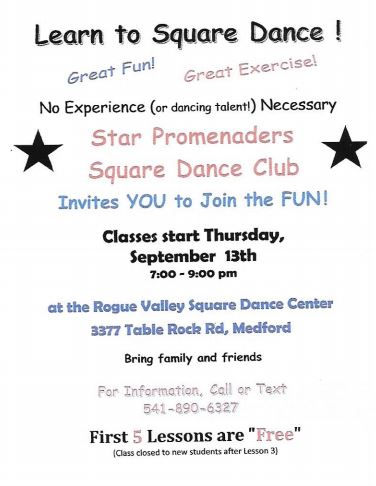 Learn to Square Dance !
Great Fun! Great Exercise!
No Experience (or dancing talent!) Necessary
Star Promenaders
Square Dance Club
Invites YOU to Join the FUN!
Classes start Thursday,
September 13th
7:00 - 9:00 pm
at the Rogue Valley Square Dance Center
3377 Table Rock Rd, Medford
Bring family and friends
For Information, Call or Text
541-890-6327
First 5 Lessons are "Free"
(Class closed to new students after Lesson 3)